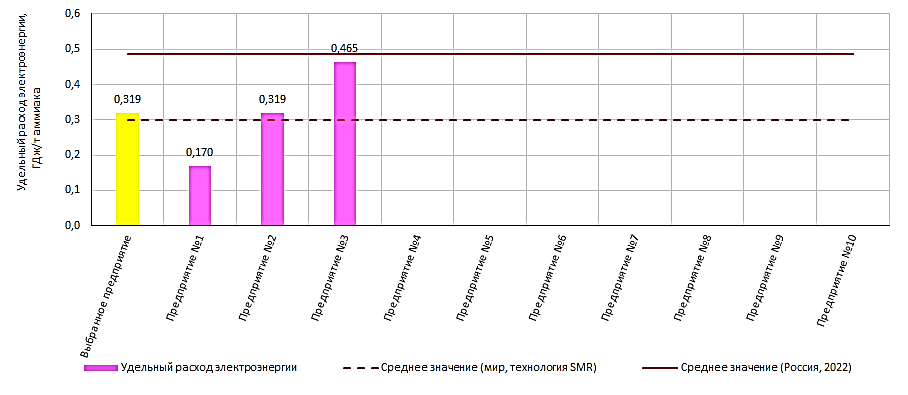 Удельный расход электроэнергии,
ГДж/т аммиака
0,6
0,5
0,4
0,3
0,2
0,1
0,0
0,319
0,170
0,319
0,465
Выбранное предприятие
Предприятие №1
Предприятие №2
Предприятие №3
Предприятие №4
Предприятие №5
Предприятие №6
Предприятие №7
Предприятие №8
Предприятие №9
Предприятие №10
Удельный расход электроэнергии
Среднее значение (мир, технология SMR)
Среднее значение (Россия, 2022)